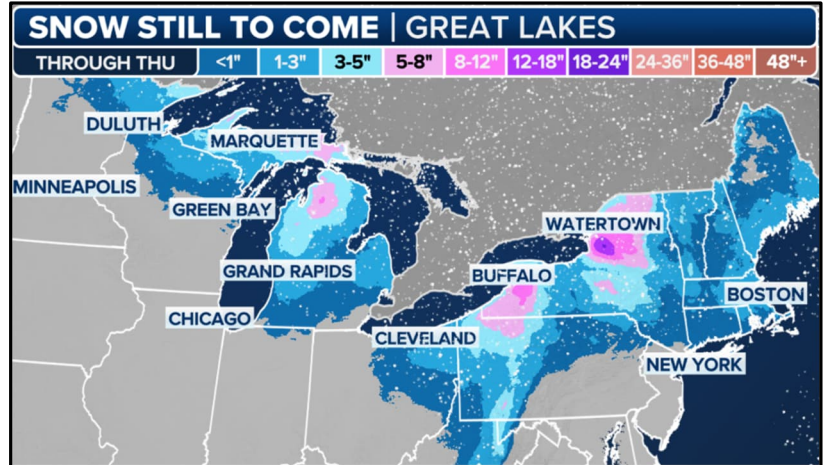 SNOW STILL TO COME | GREAT LAKES
THROUGH THU <1" 1-3" 3-5" 5-8" 8-12" 12-18" 18-24" 24-36" 36-48" 48"+
DULUTH
MARQUETTE
MINNEAPOLIS
GREEN BAY
WATERTOWN
GRAND RAPIDS
BUFFALO
BOSTON
CHICAGO
CLEVELAND
NEW YORK